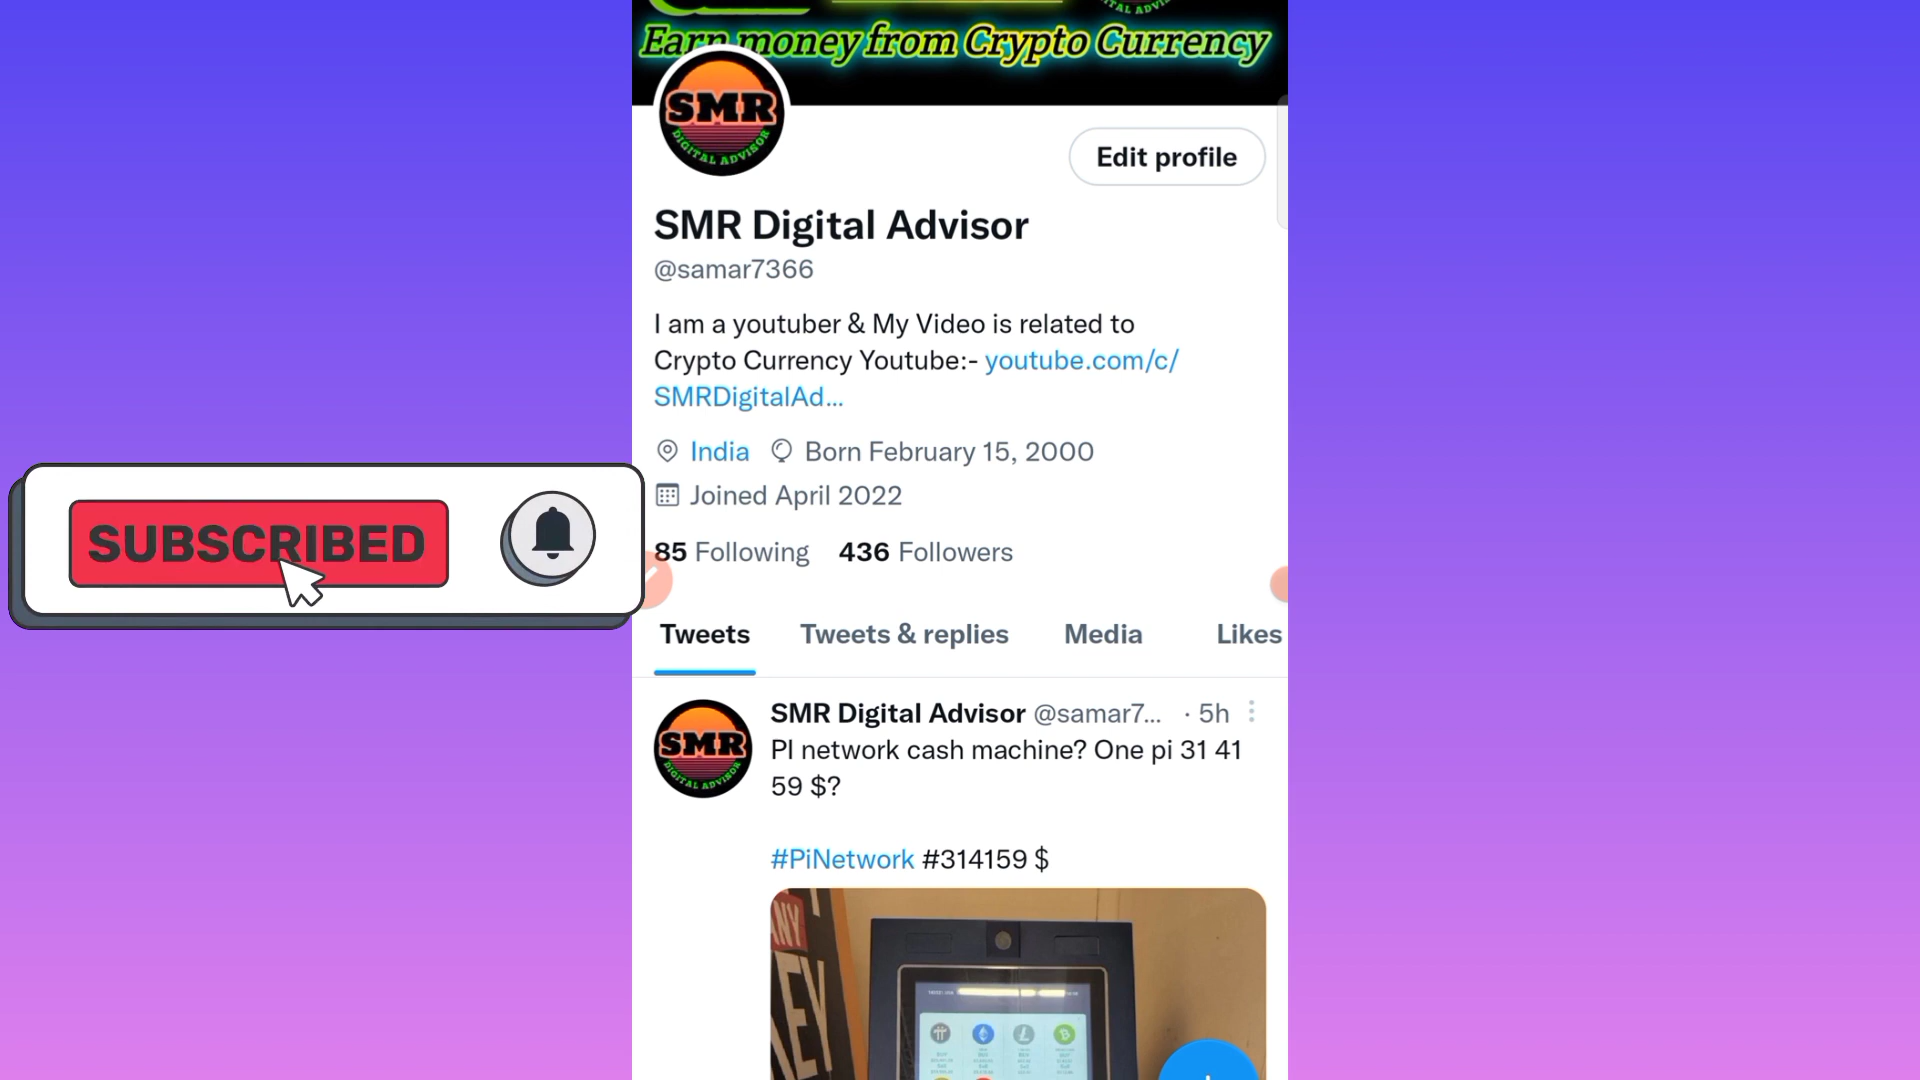 Earn money from Crypto Currency
SMR
DIGITAL ADVISOR
Edit profile
SMR Digital Advisor
@samar7366
I am a youtuber & My Video is related to
Crypto Currency Youtube:- youtube.com/c/
SMRDigitalAd...
India Born February 15, 2000
Joined April 2022
SUBSCRIBED
85 Following 436 Followers
Tweets Tweets & replies Media Likes
SMR Digital Advisor @samar7... · 5h
PI network cash machine? One pi 31 41
59 $?
SMR
DIGITAL ADVISOR
#PiNetwork #314159 $